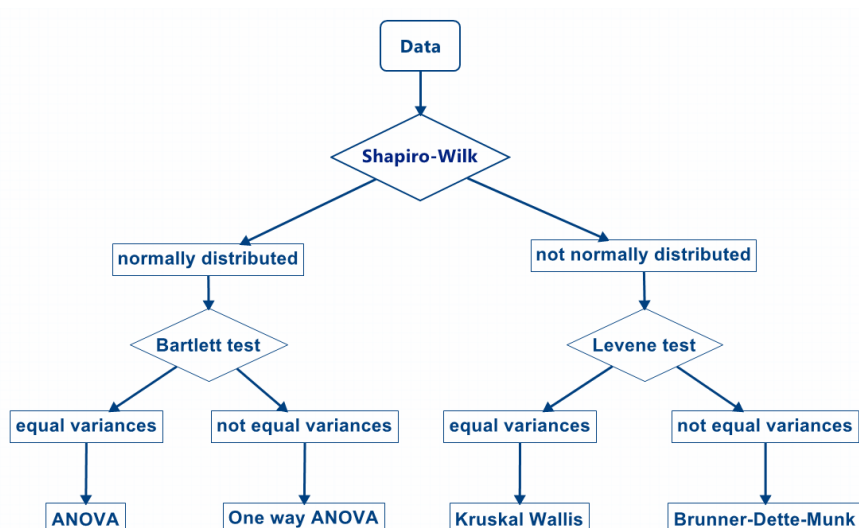 Data
Shapiro-Wilk
normally distributed
not normally distributed
Bartlett test
Levene test
equal variances
not equal variances
equal variances
not equal variances
ANOVA
One way ANOVA
Kruskal Wallis
Brunner-Dette-Munk